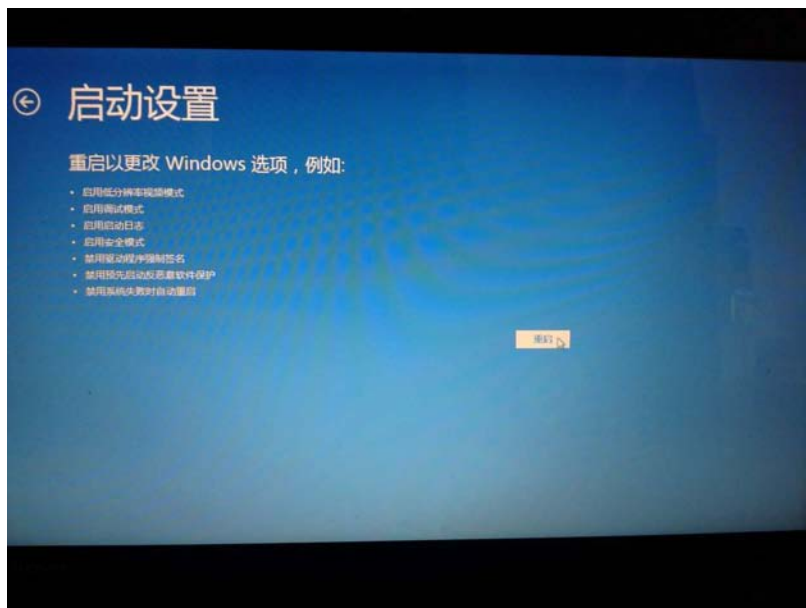 启动设置
重启以更改 Windows 选项，例如:
• 启用低分辨率视频模式
• 启用调试模式
• 启用启动日志
• 启用安全模式
• 禁用驱动程序强制签名
• 禁用预先启动反恶意软件保护
• 禁用系统失败时自动重启
重启